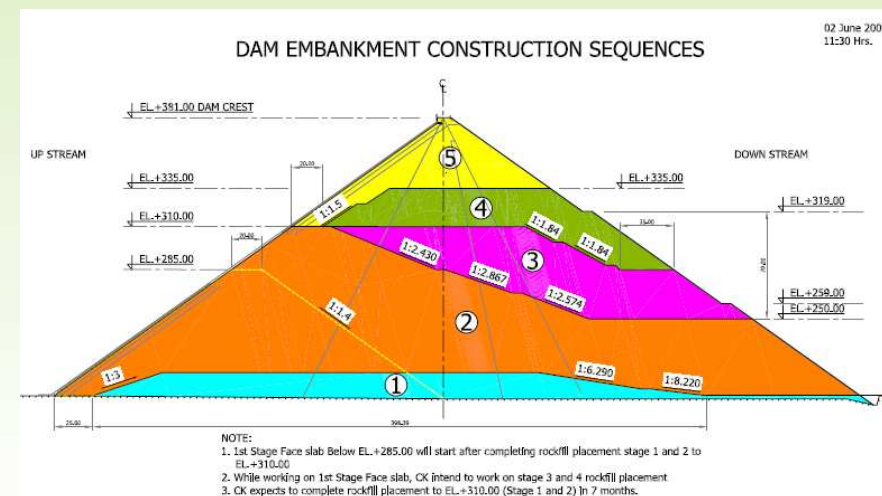 02 June 200
11:30 Hrs.
DAM EMBANKMENT CONSTRUCTION SEQUENCES
EL.+381.00 DAM CREST
UP STREAM
DOWN STREAM
5
20.00
EL.+335.00
EL.+335.00
EL.+319.00
1:1.5
4
EL.+310.00
1:1.84
1:1.84
20.00
1:2.430
3
EL.+285.00
1:2.867
1:2.574
EL.+259.00
EL.+250.00
1:1.4
2
1:3
1
1:6.290
1:8.220
NOTE:
1. 1st Stage Face slab Below EL.+285.00 will start after completing rockfill placement stage 1 and 2 to
EL.+310.00
2. While working on 1st Stage Face slab, CK intend to work on stage 3 and 4 rockfill placement
3. CK expects to complete rockfill placement to EL.+310.00 (Stage 1 and 2) in 7 months.